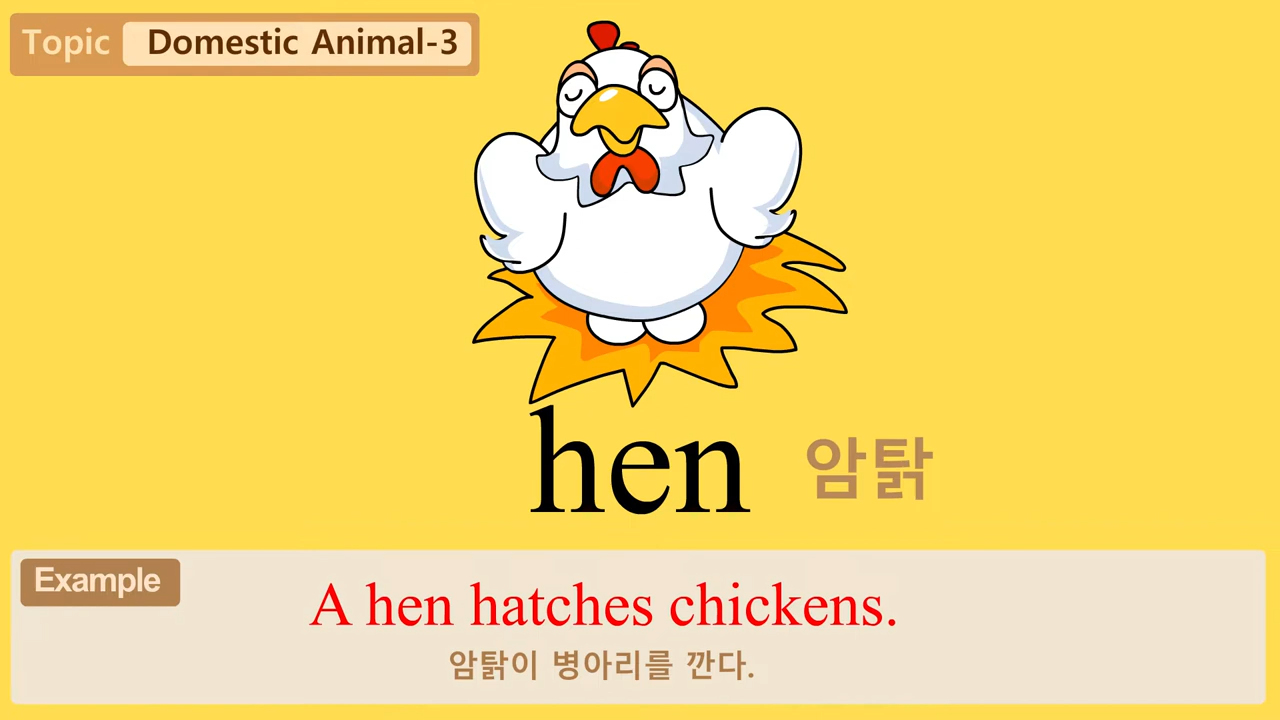 Topic Domestic Animal-3
hen 암탉
Example
A hen hatches chickens.
암탉이 병아리를 깐다.